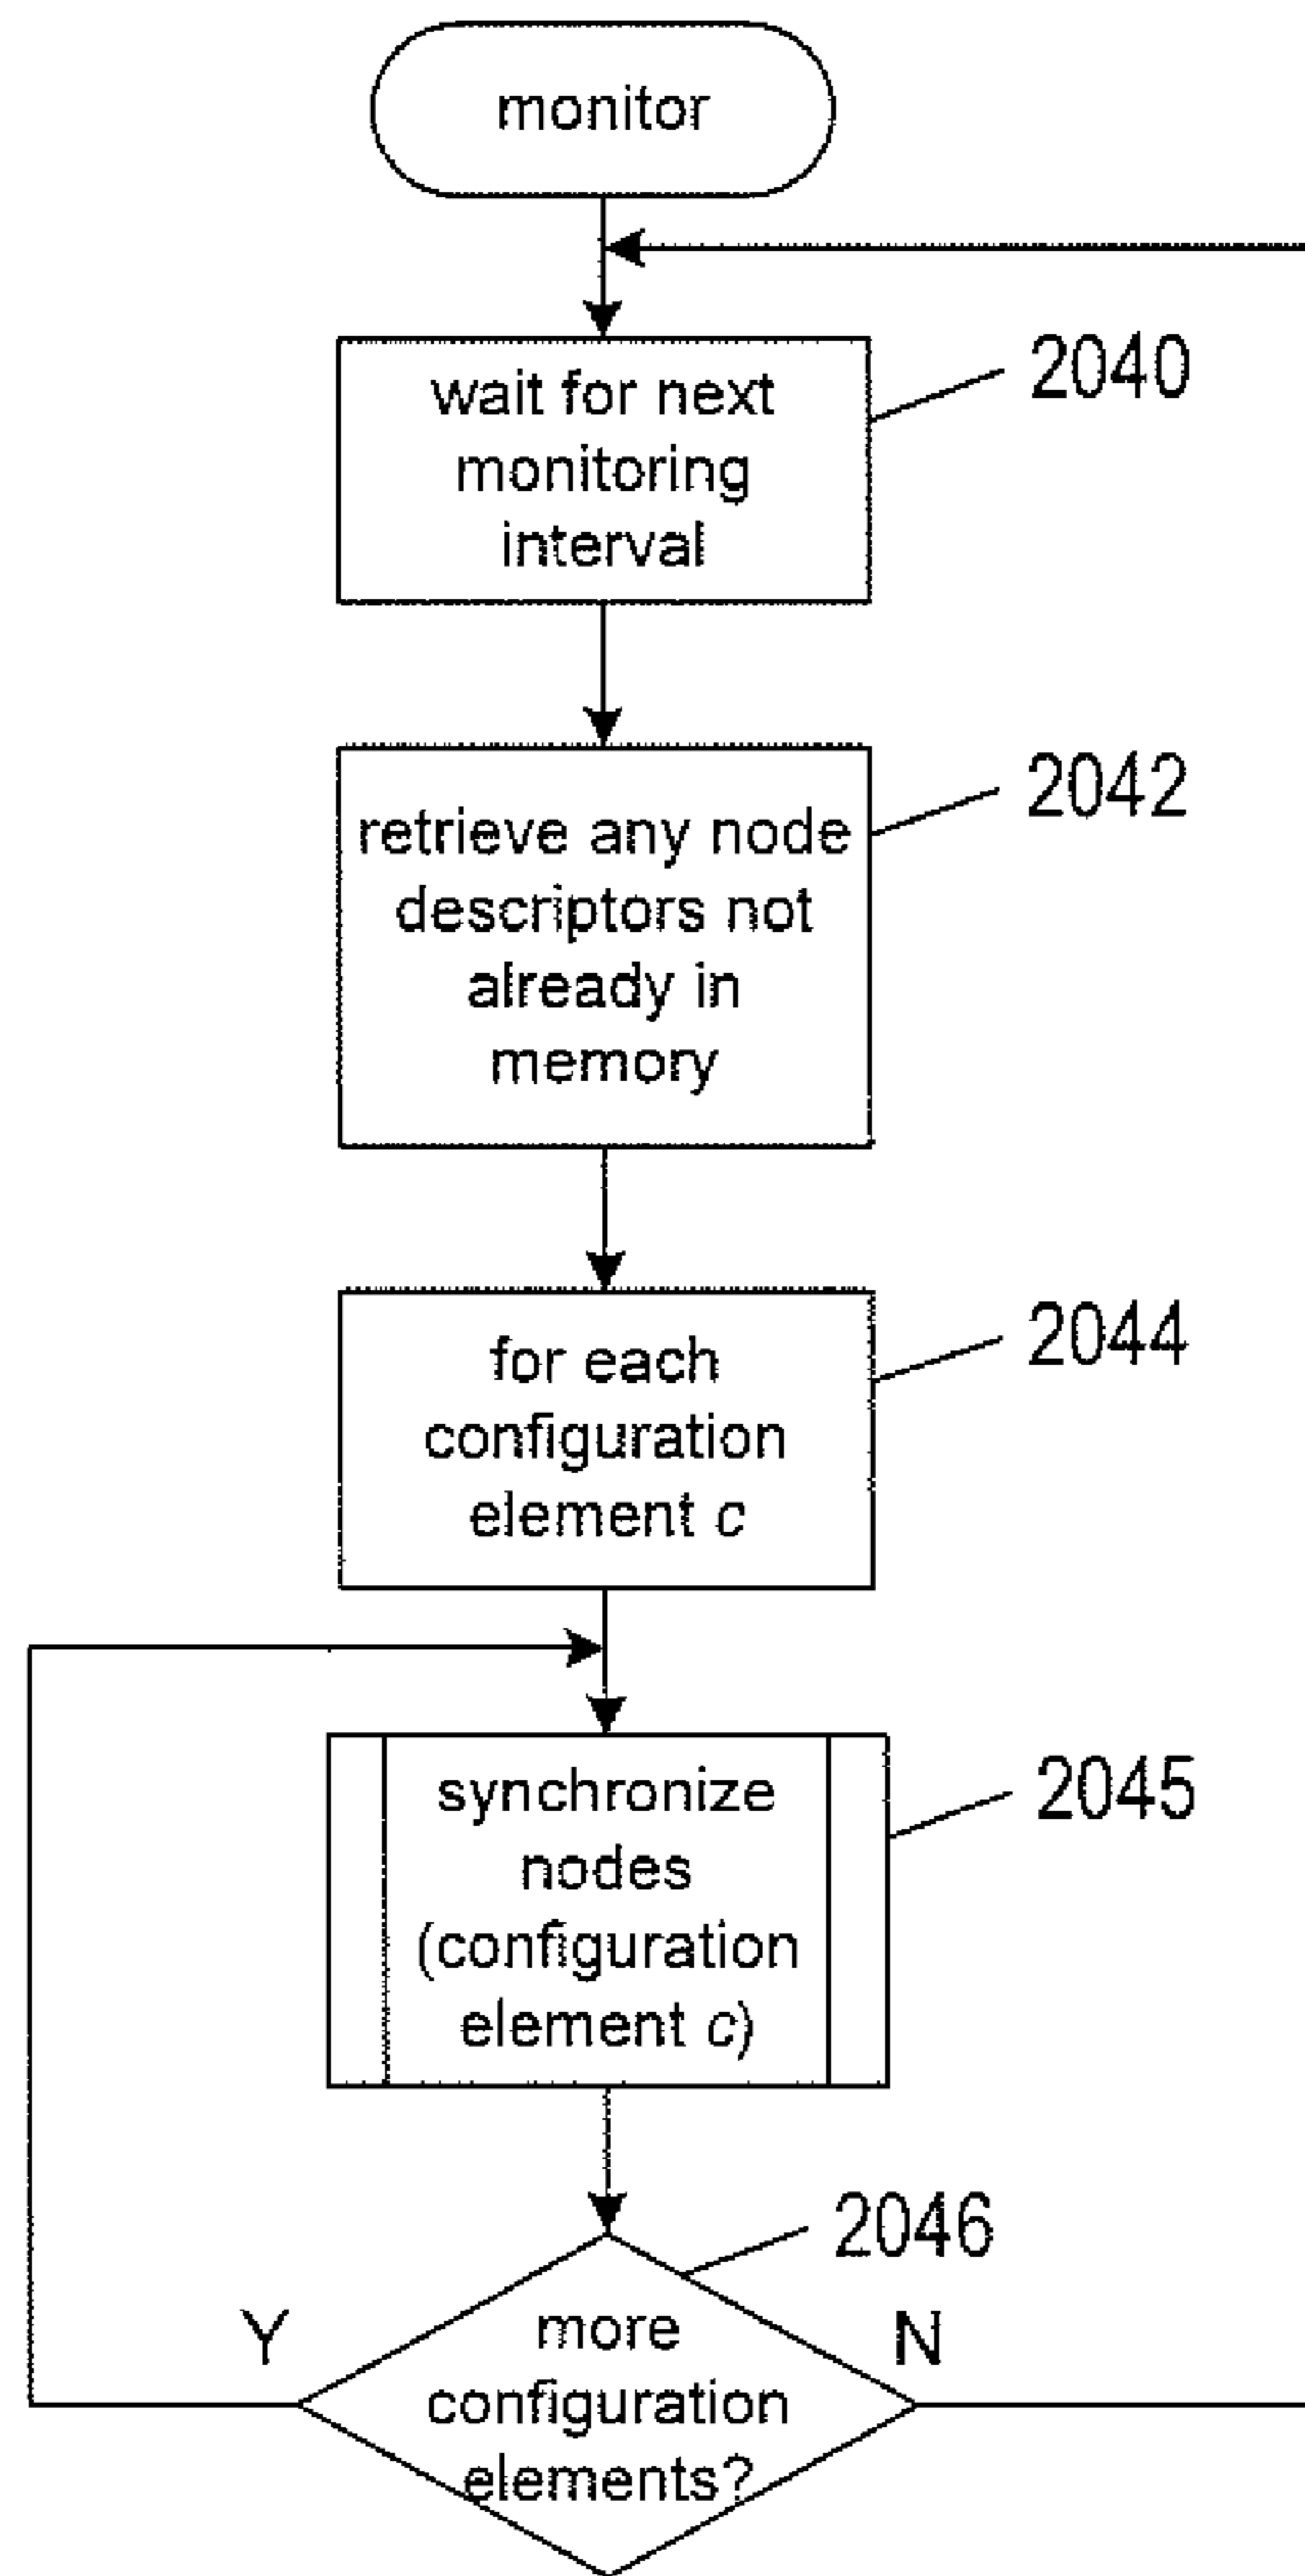 monitor
wait for next
monitoring
interval
2040
retrieve any node
descriptors not
already in
memory
2042
for each
configuration
element c
2044
synchronize
nodes
(configuration
element c)
2045
2046
Y
more
configuration
elements?
N